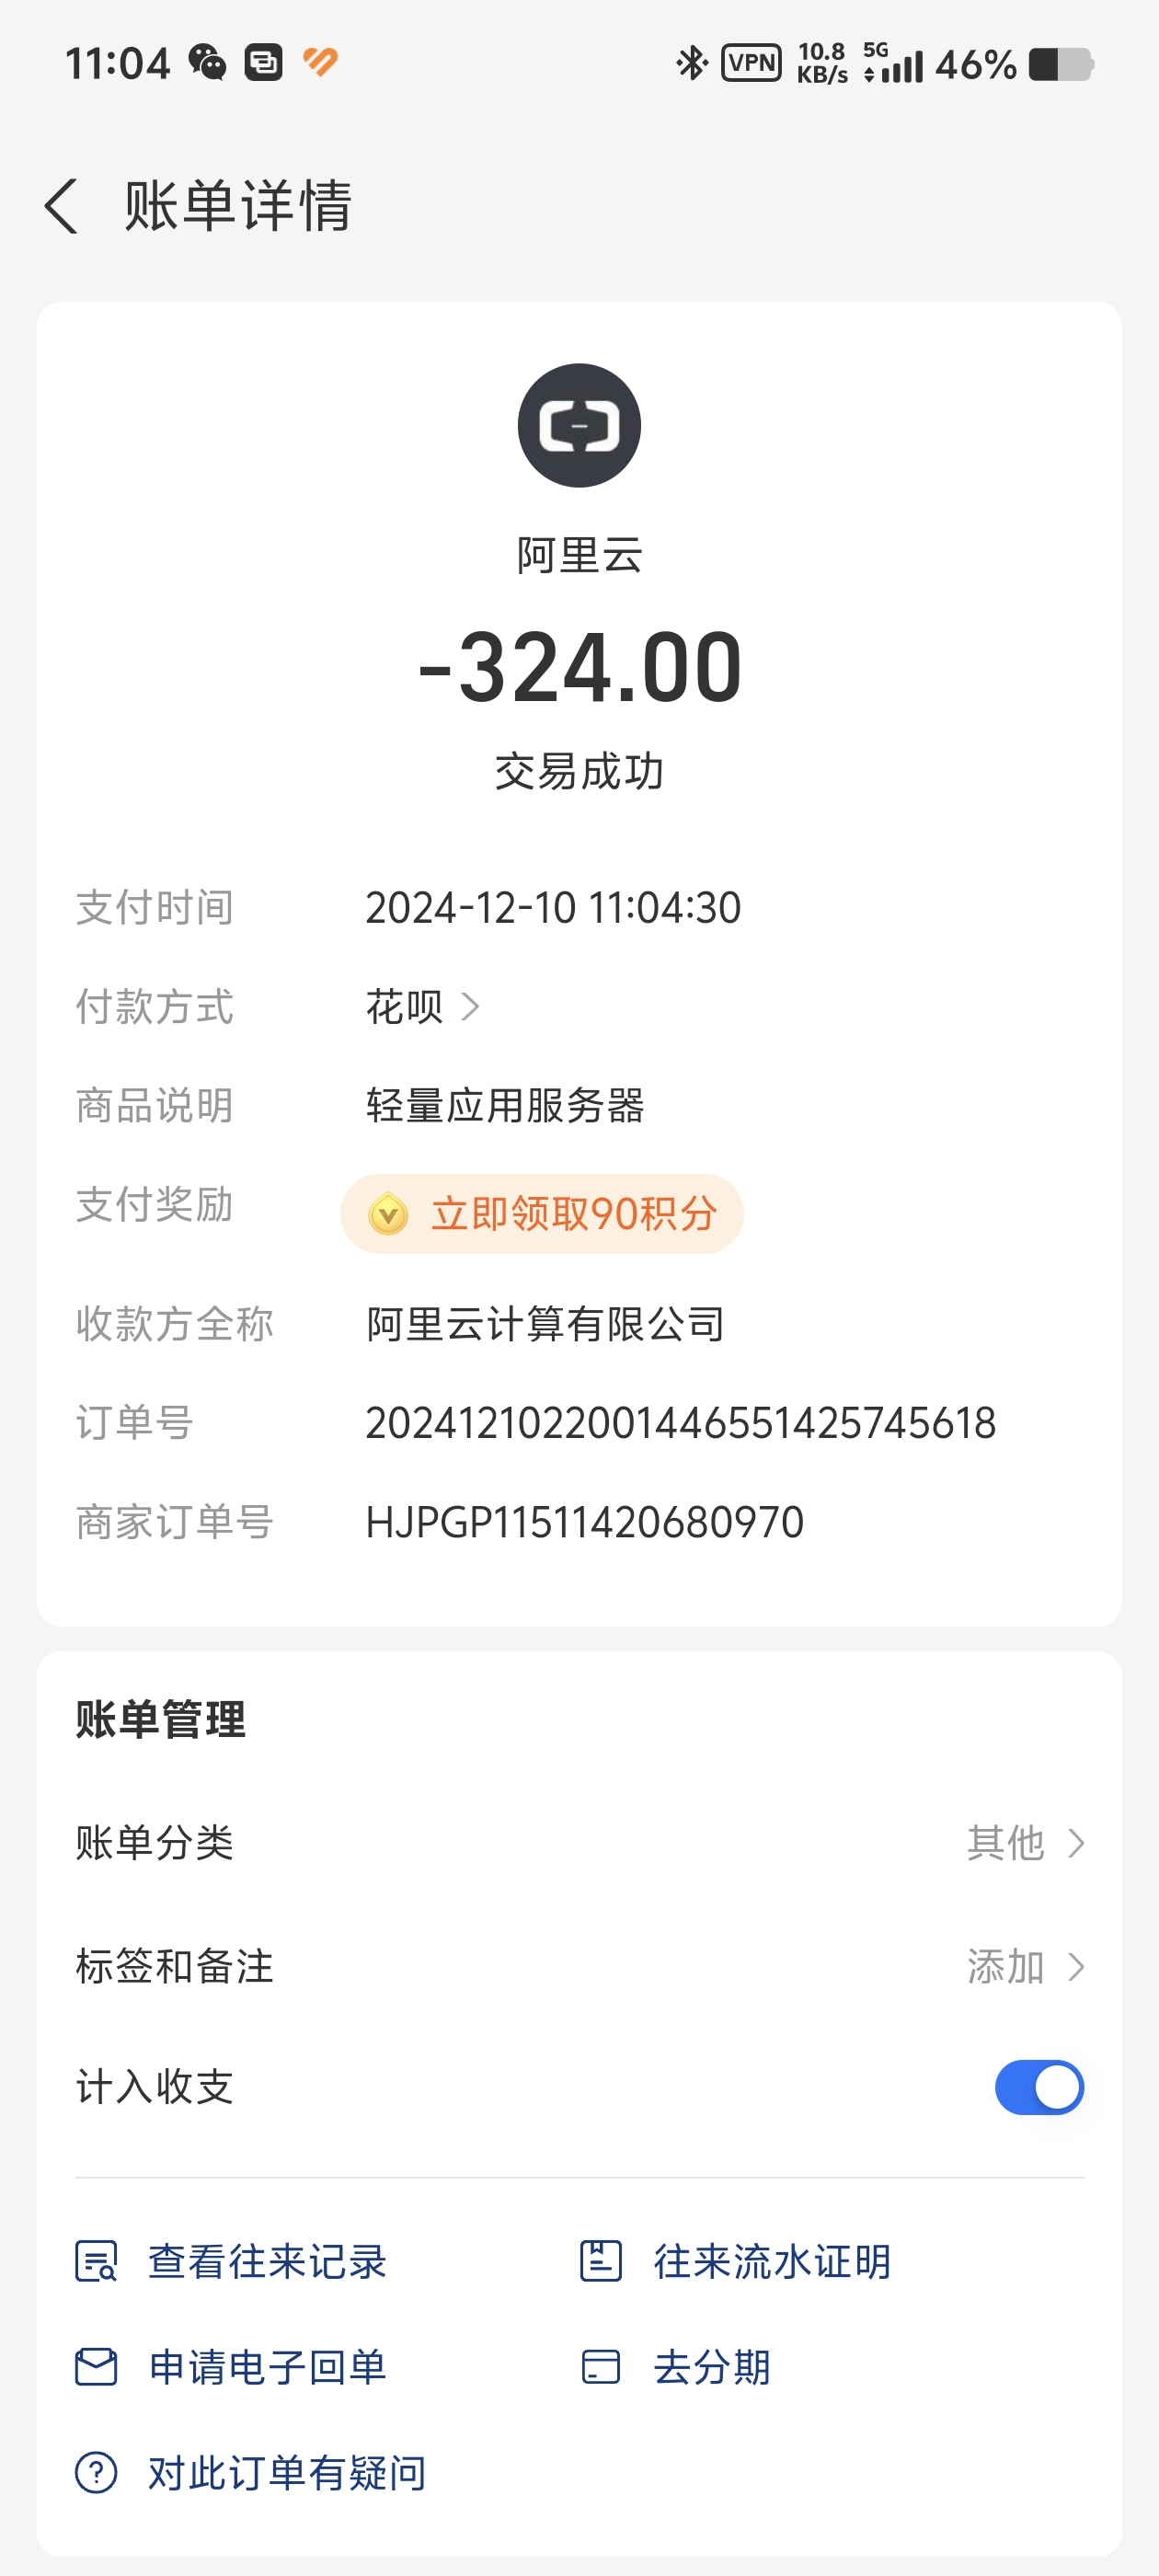 11:04 VPN 10.8 KB/s 5G 46%
账单详情
阿里云
-324.00
交易成功
支付时间 2024-12-10 11:04:30
付款方式 花呗
商品说明 轻量应用服务器
支付奖励 立即领取90积分
收款方全称 阿里云计算有限公司
订单号 2024121022001446551425745618
商家订单号 HJPGP11511420680970
账单管理
账单分类 其他
标签和备注 添加
计入收支
查看往来记录 往来流水证明
申请电子回单 去分期
对此订单有疑问